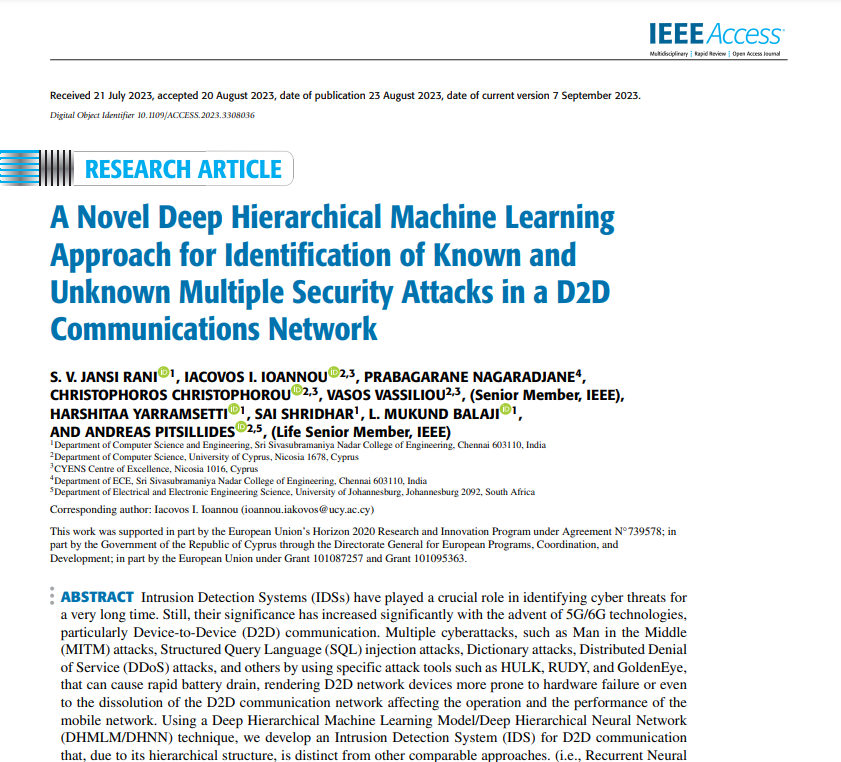 IEEE Access
Multidisciplinary | Rapid Review | Open Access Journal
Received 21 July 2023, accepted 20 August 2023, date of publication 23 August 2023, date of current version 7 September 2023.
Digital Object Identifier 10.1109/ACCESS.2023.3308036
RESEARCH ARTICLE
A Novel Deep Hierarchical Machine Learning
Approach for Identification of Known and
Unknown Multiple Security Attacks in a D2D
Communications Network
S. V. JANSI RANI iD 1, IACOVOS I. IOANNOU iD 2,3, PRABAGARANE NAGARADJANE4,
CHRISTOPHOROS CHRISTOPHOROU iD 2,3, VASOS VASSILIOU2,3, (Senior Member, IEEE),
HARSHITAA YARRAMSETTI iD 1, SAI SHRIDHAR1, L. MUKUND BALAJI iD 1,
AND ANDREAS PITSILLIDES iD 2,5, (Life Senior Member, IEEE)
1Department of Computer Science and Engineering, Sri Sivasubramaniya Nadar College of Engineering, Chennai 603110, India
2Department of Computer Science, University of Cyprus, Nicosia 1678, Cyprus
3CYENS Centre of Excellence, Nicosia 1016, Cyprus
4Department of ECE, Sri Sivasubramaniya Nadar College of Engineering, Chennai 603110, India
5Department of Electrical and Electronic Engineering Science, University of Johannesburg, Johannesburg 2092, South Africa
Corresponding author: Iacovos I. Ioannou (ioannou.iakovos@ucy.ac.cy)
This work was supported in part by the European Union's Horizon 2020 Research and Innovation Program under Agreement N°739578; in
part by the Government of the Republic of Cyprus through the Directorate General for European Programs, Coordination, and
Development; in part by the European Union under Grant 101087257 and Grant 101095363.
ABSTRACT Intrusion Detection Systems (IDSs) have played a crucial role in identifying cyber threats for
a very long time. Still, their significance has increased significantly with the advent of 5G/6G technologies,
particularly Device-to-Device (D2D) communication. Multiple cyberattacks, such as Man in the Middle
(MITM) attacks, Structured Query Language (SQL) injection attacks, Dictionary attacks, Distributed Denial
of Service (DDoS) attacks, and others by using specific attack tools such as HULK, RUDY, and GoldenEye,
that can cause rapid battery drain, rendering D2D network devices more prone to hardware failure or even
to the dissolution of the D2D communication network affecting the operation and the performance of the
mobile network. Using a Deep Hierarchical Machine Learning Model/Deep Hierarchical Neural Network
(DHMLM/DHNN) technique, we develop an Intrusion Detection System (IDS) for D2D communication
that, due to its hierarchical structure, is distinct from other comparable approaches. (i.e., Recurrent Neural